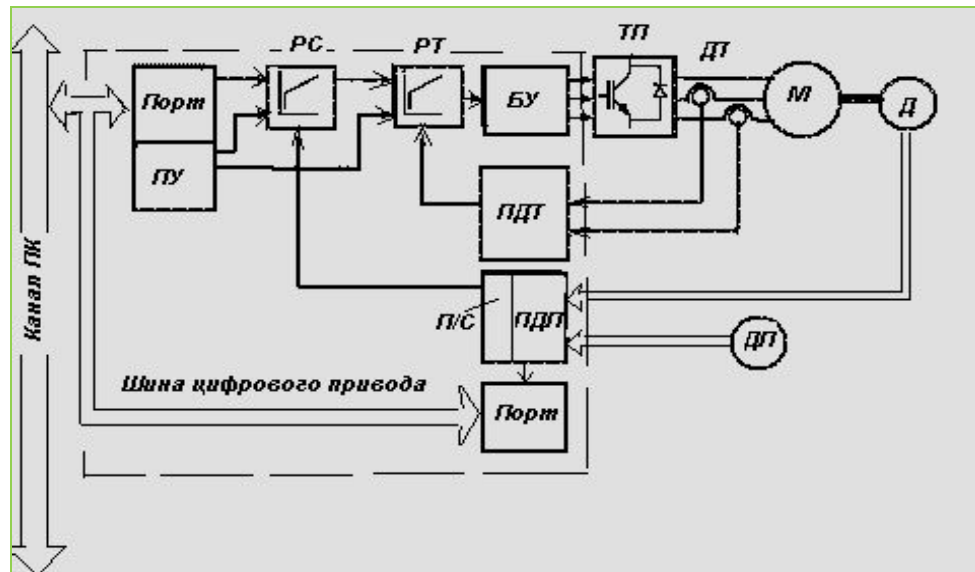 РС
РТ
ТП
ДТ
Порт
БУ
М
Д
ПУ
ПДТ
Канал ПК
П/С
ПДП
ДП
Шина цифрового привода
Порт